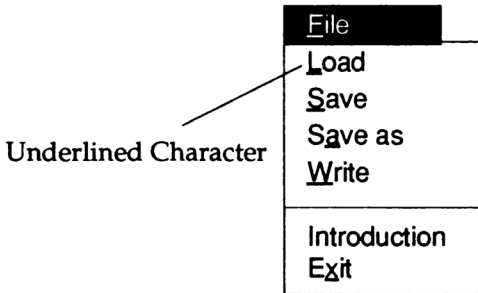 File
Load
Save
Underlined Character
Save as
Write
Introduction
Exit